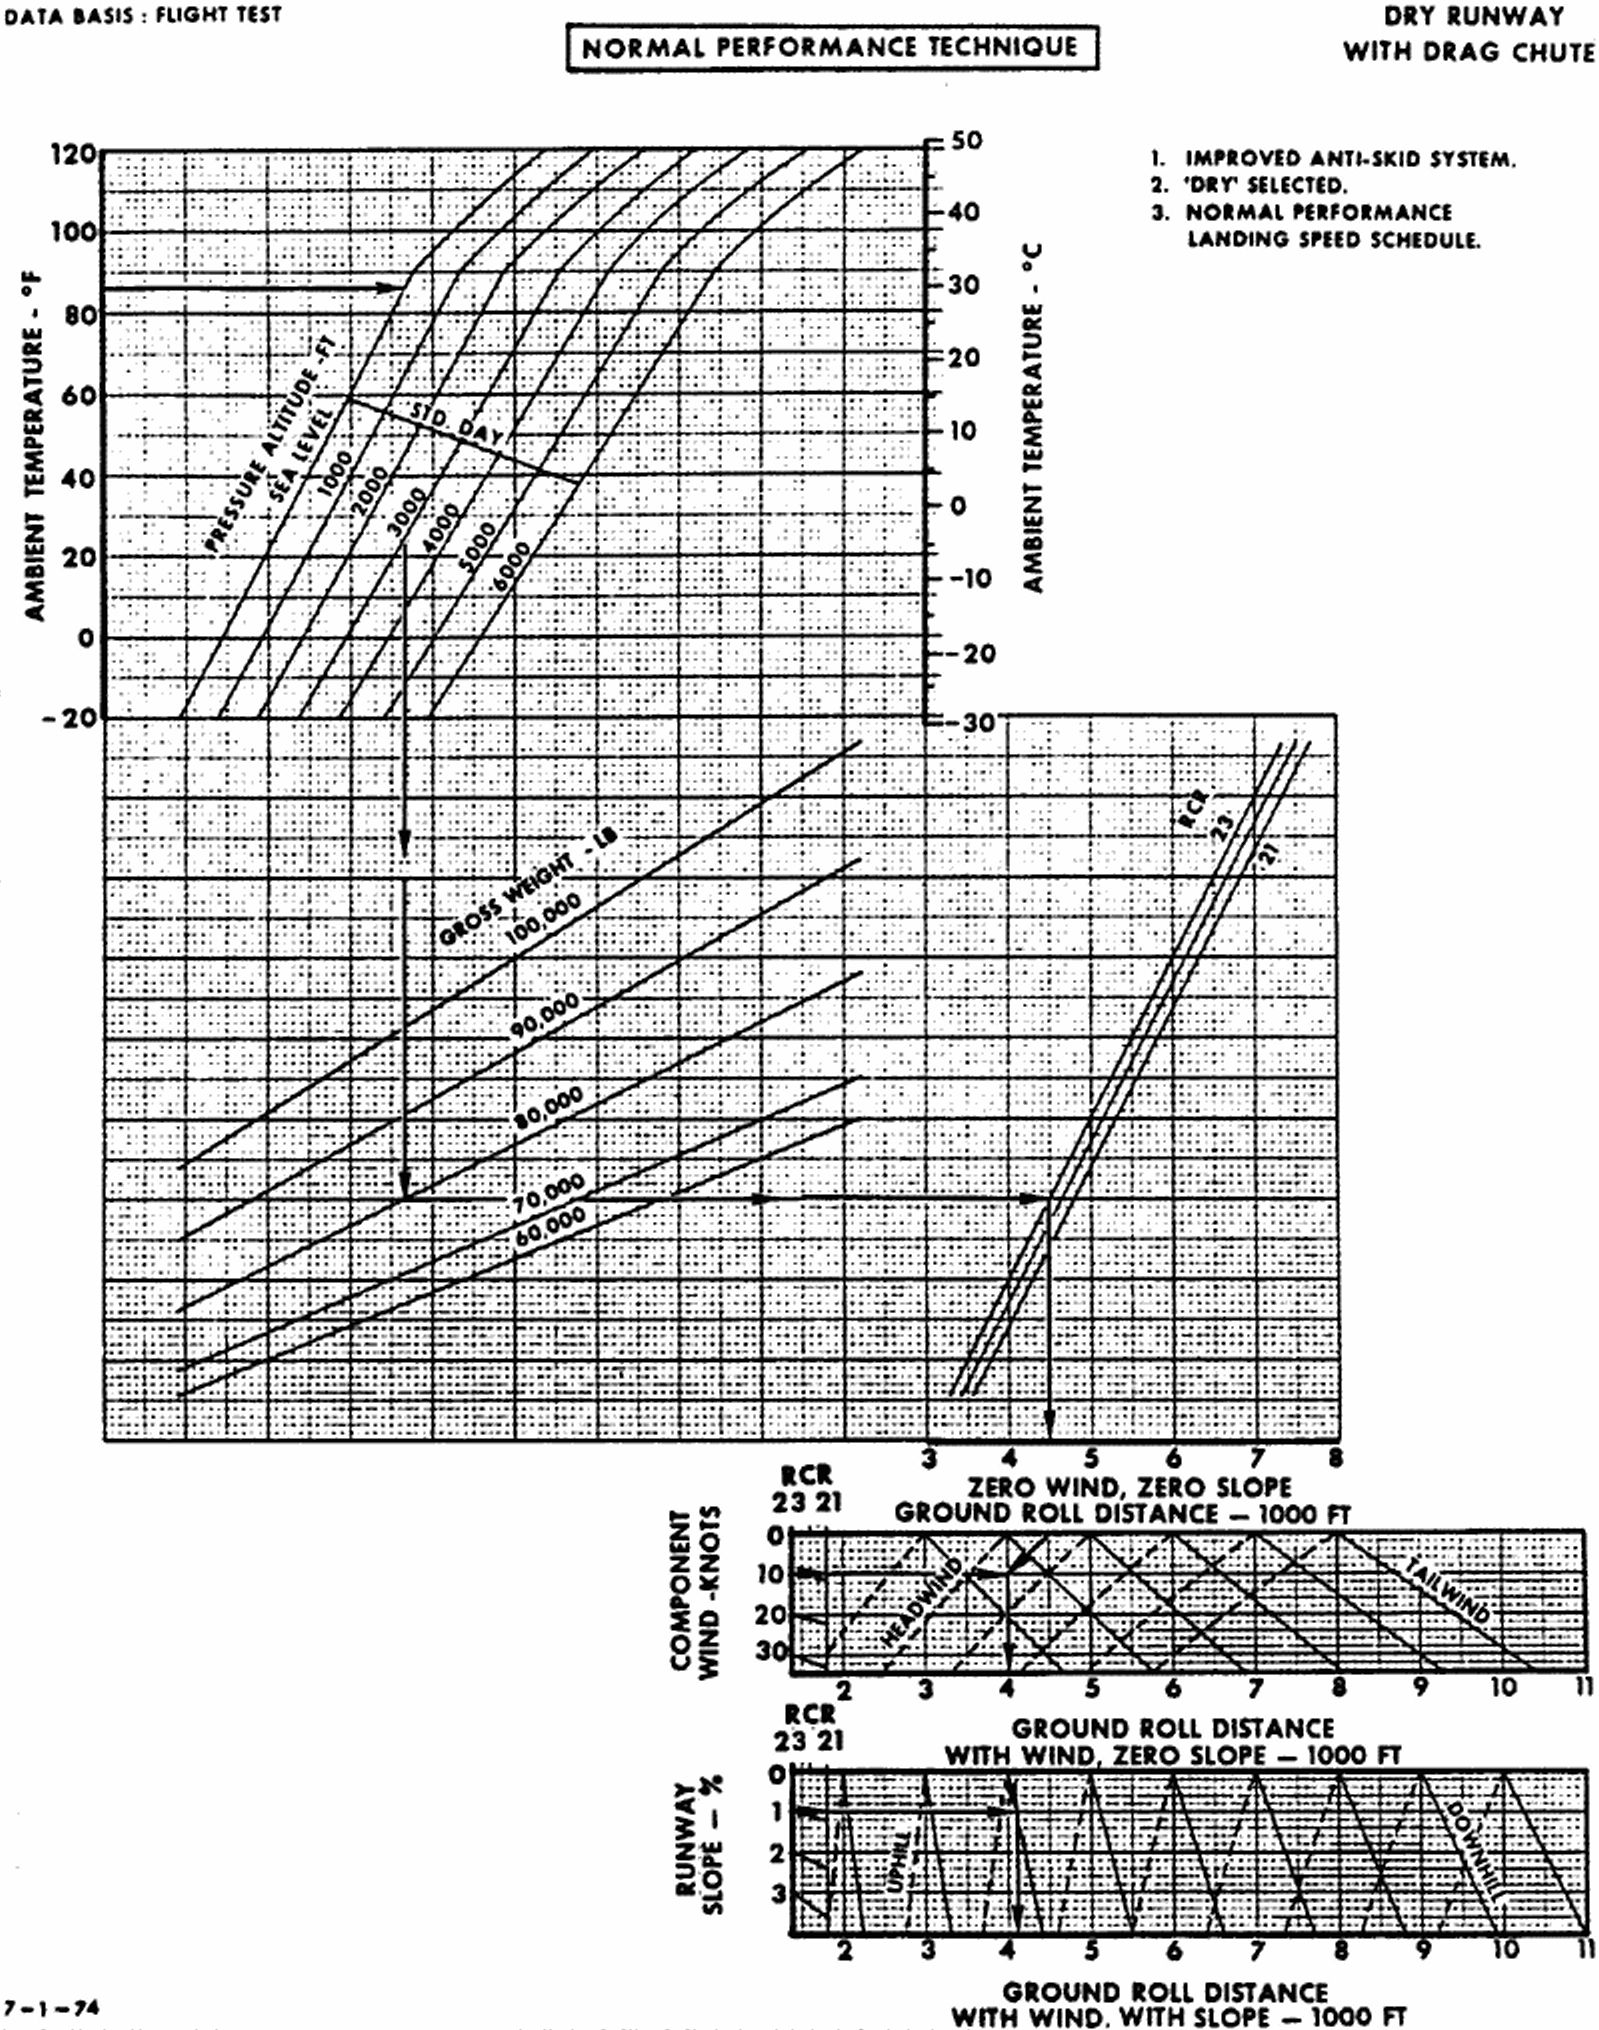 DATA BASIS : FLIGHT TEST
NORMAL PERFORMANCE TECHNIQUE
DRY RUNWAY
WITH DRAG CHUTE
1. IMPROVED ANTI-SKID SYSTEM.
2. 'DRY' SELECTED.
3. NORMAL PERFORMANCE
LANDING SPEED SCHEDULE.
AMBIENT TEMPERATURE - °F
120
100
80
60
40
20
0
-20
PRESSURE ALTITUDE -FT
SEA LEVEL
1000
2000
3000
4000
5000
6000
STD. DAY
50
40
30
20
10
0
-10
-20
-30
AMBIENT TEMPERATURE - °C
GROSS WEIGHT - LB
100,000
90,000
80,000
70,000
60,000
RCR
23
21
3 4 5 6 7 8
ZERO WIND, ZERO SLOPE
GROUND ROLL DISTANCE — 1000 FT
RCR
23 21
COMPONENT
WIND -KNOTS
0
10
20
30
HEADWIND
TAILWIND
2 3 4 5 6 7 8 9 10 11
GROUND ROLL DISTANCE
WITH WIND, ZERO SLOPE — 1000 FT
RCR
23 21
RUNWAY
SLOPE — %
0
1
2
3
UPHILL
DOWNHILL
2 3 4 5 6 7 8 9 10 11
GROUND ROLL DISTANCE
WITH WIND. WITH SLOPE — 1000 FT
7-1-74